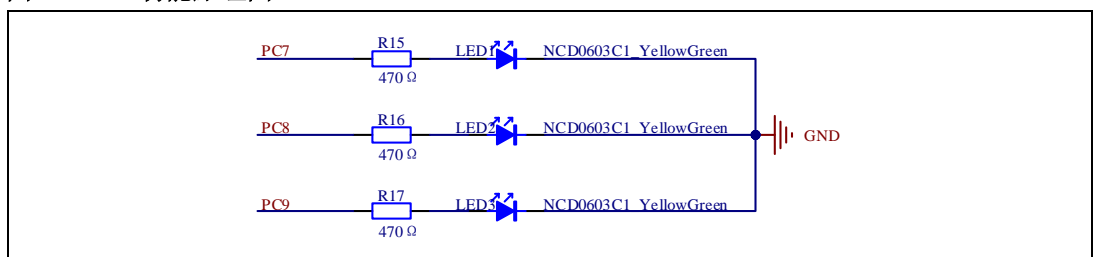 PC7 R15 LED1 NCD0603C1_YellowGreen
470 Ω
PC8 R16 LED2 NCD0603C1_YellowGreen
GND
470 Ω
PC9 R17 LED3 NCD0603C1_YellowGreen
470 Ω